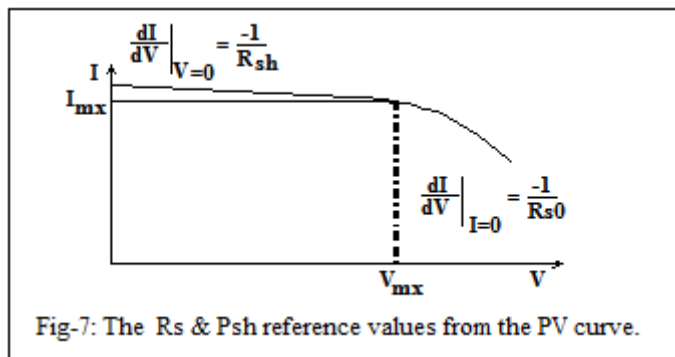 dI/dV |V=0 = -1/Rsh
I
Imx
dI/dV |I=0 = -1/Rs0
Vmx V
Fig-7: The Rs & Psh reference values from the PV curve.